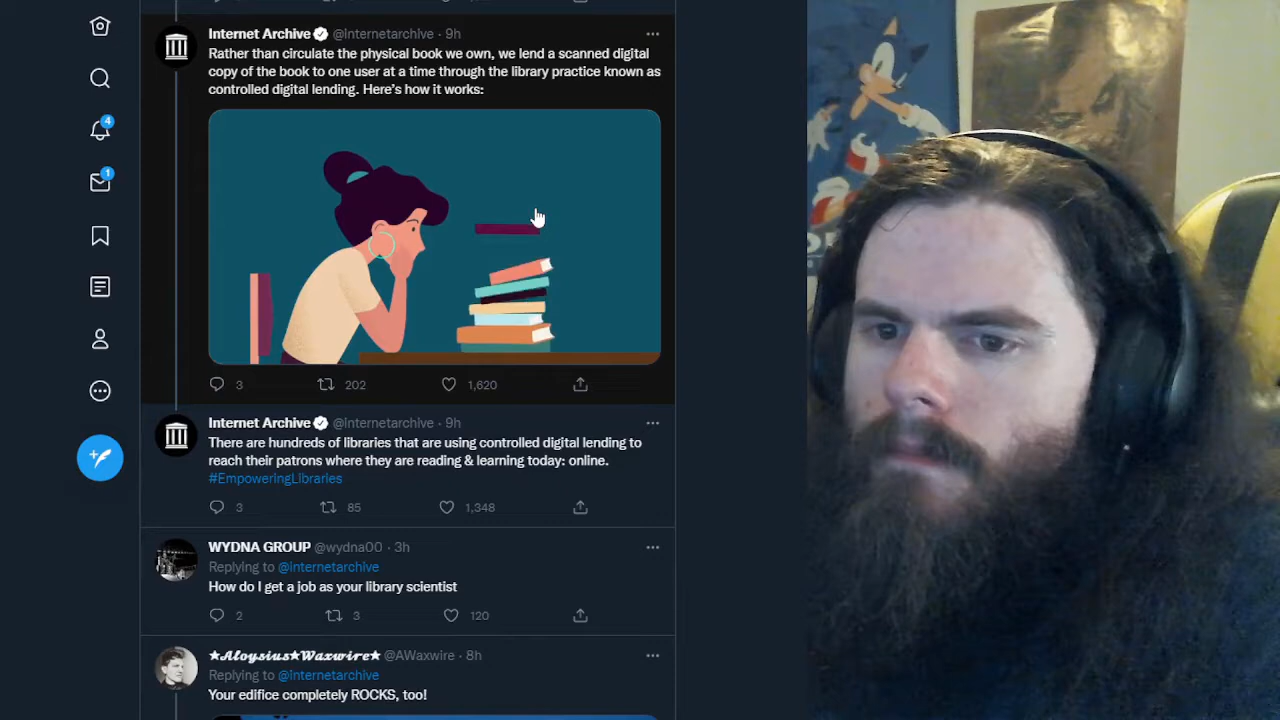 Internet Archive @internetarchive · 9h
Rather than circulate the physical book we own, we lend a scanned digital
copy of the book to one user at a time through the library practice known as
controlled digital lending. Here's how it works:
3 202 1,620
Internet Archive @internetarchive · 9h
There are hundreds of libraries that are using controlled digital lending to
reach their patrons where they are reading & learning today: online.
#EmpoweringLibraries
3 85 1,348
WYDNA GROUP @wydna00 · 3h
Replying to @internetarchive
How do I get a job as your library scientist
2 3 120
★𝓐𝓵𝓸𝔂𝓼𝓲𝓾𝓼★𝓦𝓪𝔁𝔀𝓲𝓻𝓮★ @AWaxwire · 8h
Replying to @internetarchive
Your edifice completely ROCKS, too!
4
1